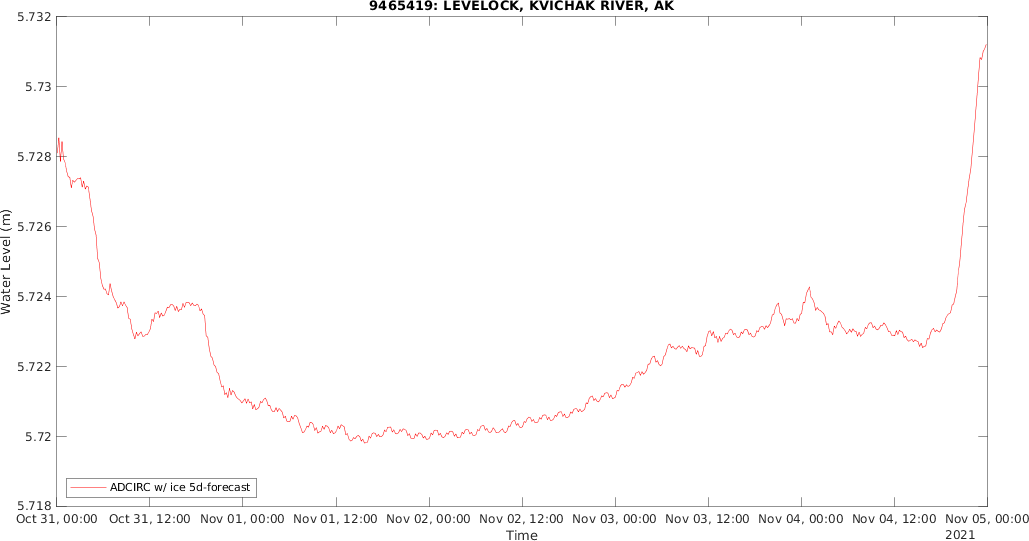 9465419: LEVELOCK, KVICHAK RIVER, AK
5.732
5.73
5.728
5.726
5.724
5.722
5.72
5.718
Water Level (m)
ADCIRC w/ ice 5d-forecast
Oct 31, 00:00 Oct 31, 12:00 Nov 01, 00:00 Nov 01, 12:00 Nov 02, 00:00 Nov 02, 12:00 Nov 03, 00:00 Nov 03, 12:00 Nov 04, 00:00 Nov 04, 12:00 Nov 05, 00:00
Time
2021